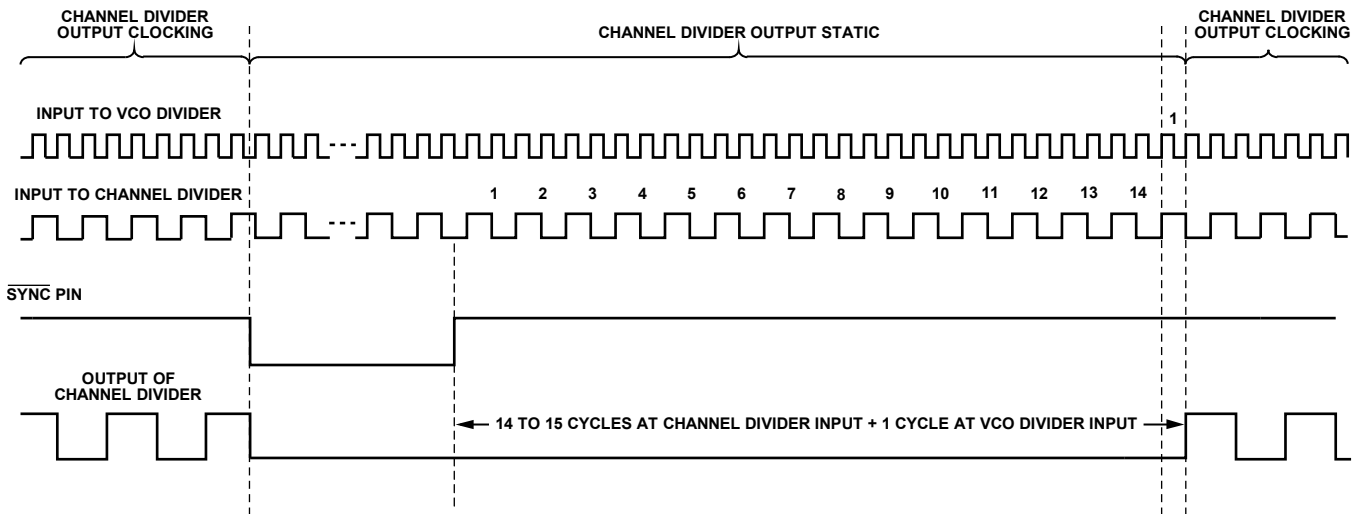 CHANNEL DIVIDER
OUTPUT CLOCKING
CHANNEL DIVIDER OUTPUT STATIC
CHANNEL DIVIDER
OUTPUT CLOCKING
INPUT TO VCO DIVIDER
1
INPUT TO CHANNEL DIVIDER
1 2 3 4 5 6 7 8 9 10 11 12 13 14
SYNC PIN
OUTPUT OF
CHANNEL DIVIDER
14 TO 15 CYCLES AT CHANNEL DIVIDER INPUT + 1 CYCLE AT VCO DIVIDER INPUT